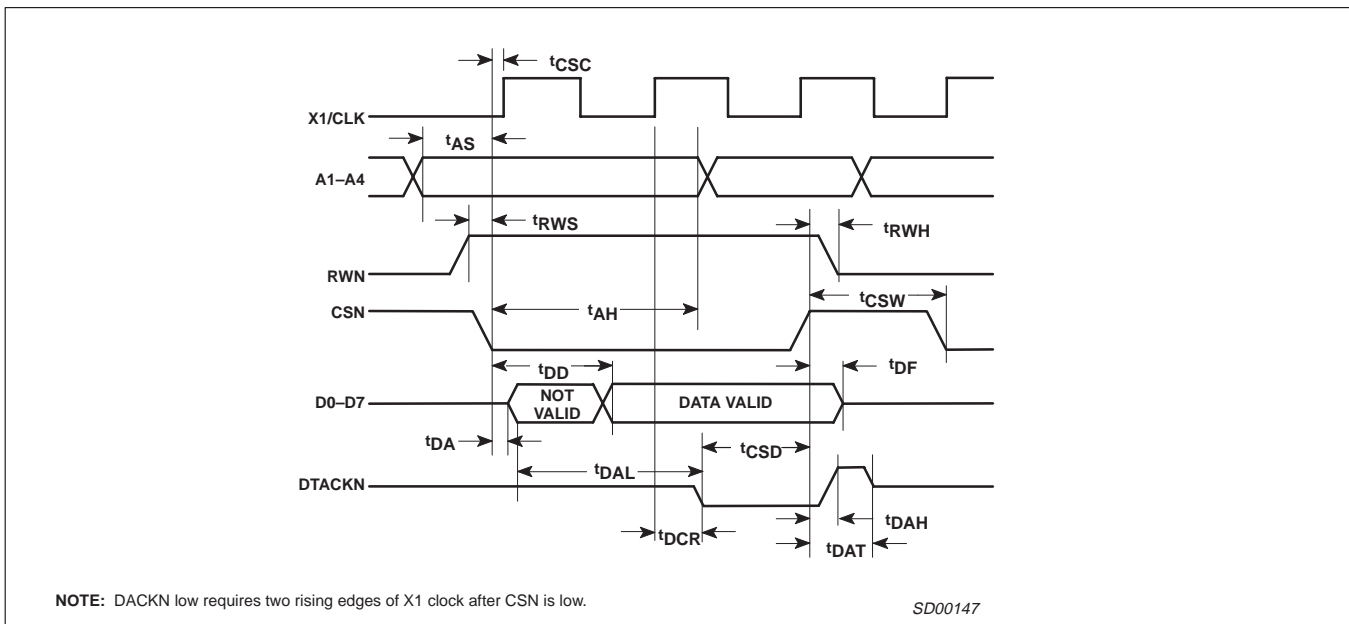 tCSC
X1/CLK
tAS
A1–A4
tRWS
tRWH
RWN
tCSW
CSN
tAH
tDD
tDF
D0–D7
NOT
VALID
DATA VALID
tDA
tCSD
tDAL
DTACKN
tDAH
tDCR
tDAT
NOTE: DACKN low requires two rising edges of X1 clock after CSN is low.
SD00147